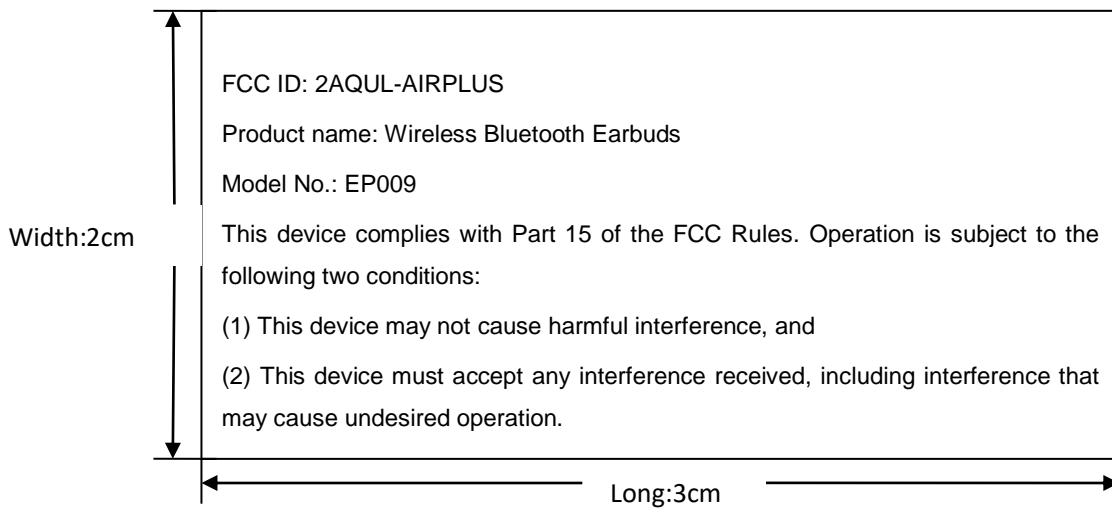 FCC ID: 2AQUL-AIRPLUS
Product name: Wireless Bluetooth Earbuds
Model No.: EP009
Width:2cm
This device complies with Part 15 of the FCC Rules. Operation is subject to the
following two conditions:
(1) This device may not cause harmful interference, and
(2) This device must accept any interference received, including interference that
may cause undesired operation.
Long:3cm